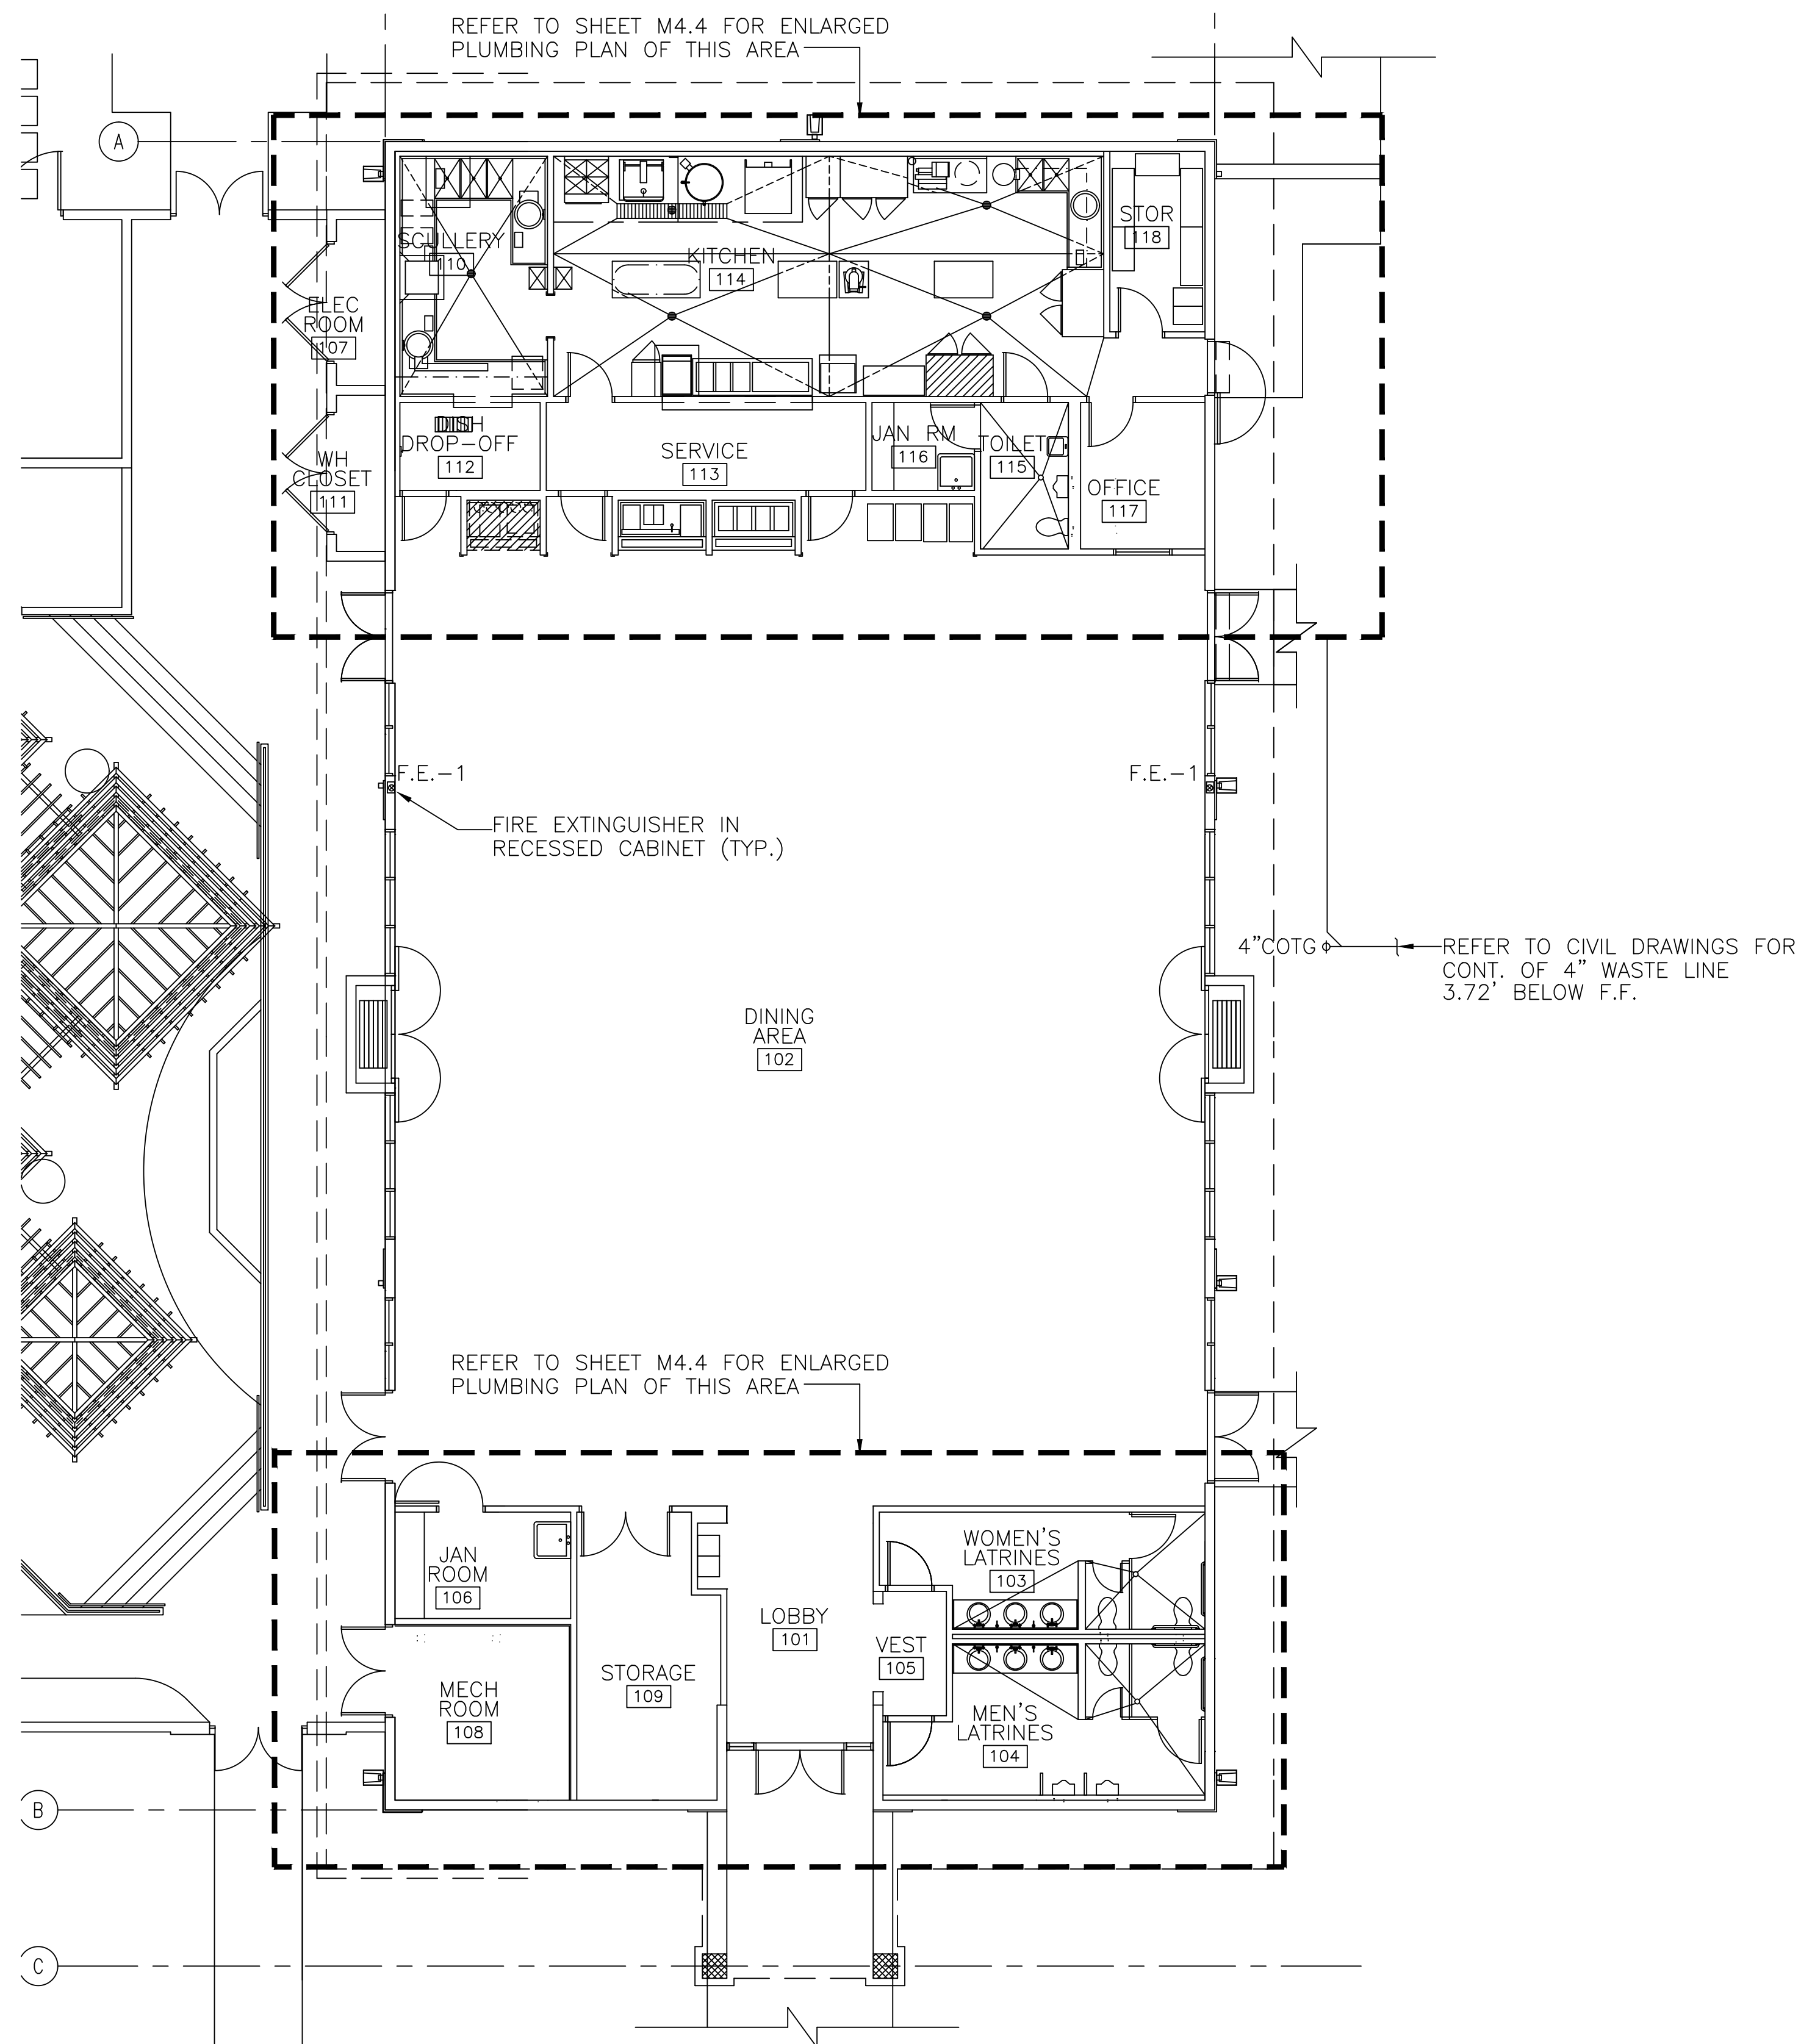 REFER TO SHEET M4.4 FOR ENLARGED
PLUMBING PLAN OF THIS AREA
A
SCULLERY
110
KITCHEN
114
STOR
118
ELEC
ROOM
107
DISH
DROP-OFF
112
SERVICE
113
JAN RM
116
TOILET
115
OFFICE
117
WH
CLOSET
111
F.E.-1
F.E.-1
FIRE EXTINGUISHER IN
RECESSED CABINET (TYP.)
4"COTG
REFER TO CIVIL DRAWINGS FOR
CONT. OF 4" WASTE LINE
3.72' BELOW F.F.
DINING
AREA
102
REFER TO SHEET M4.4 FOR ENLARGED
PLUMBING PLAN OF THIS AREA
JAN
ROOM
106
WOMEN'S
LATRINES
103
LOBBY
101
VEST
105
STORAGE
109
MECH
ROOM
108
MEN'S
LATRINES
104
B
C